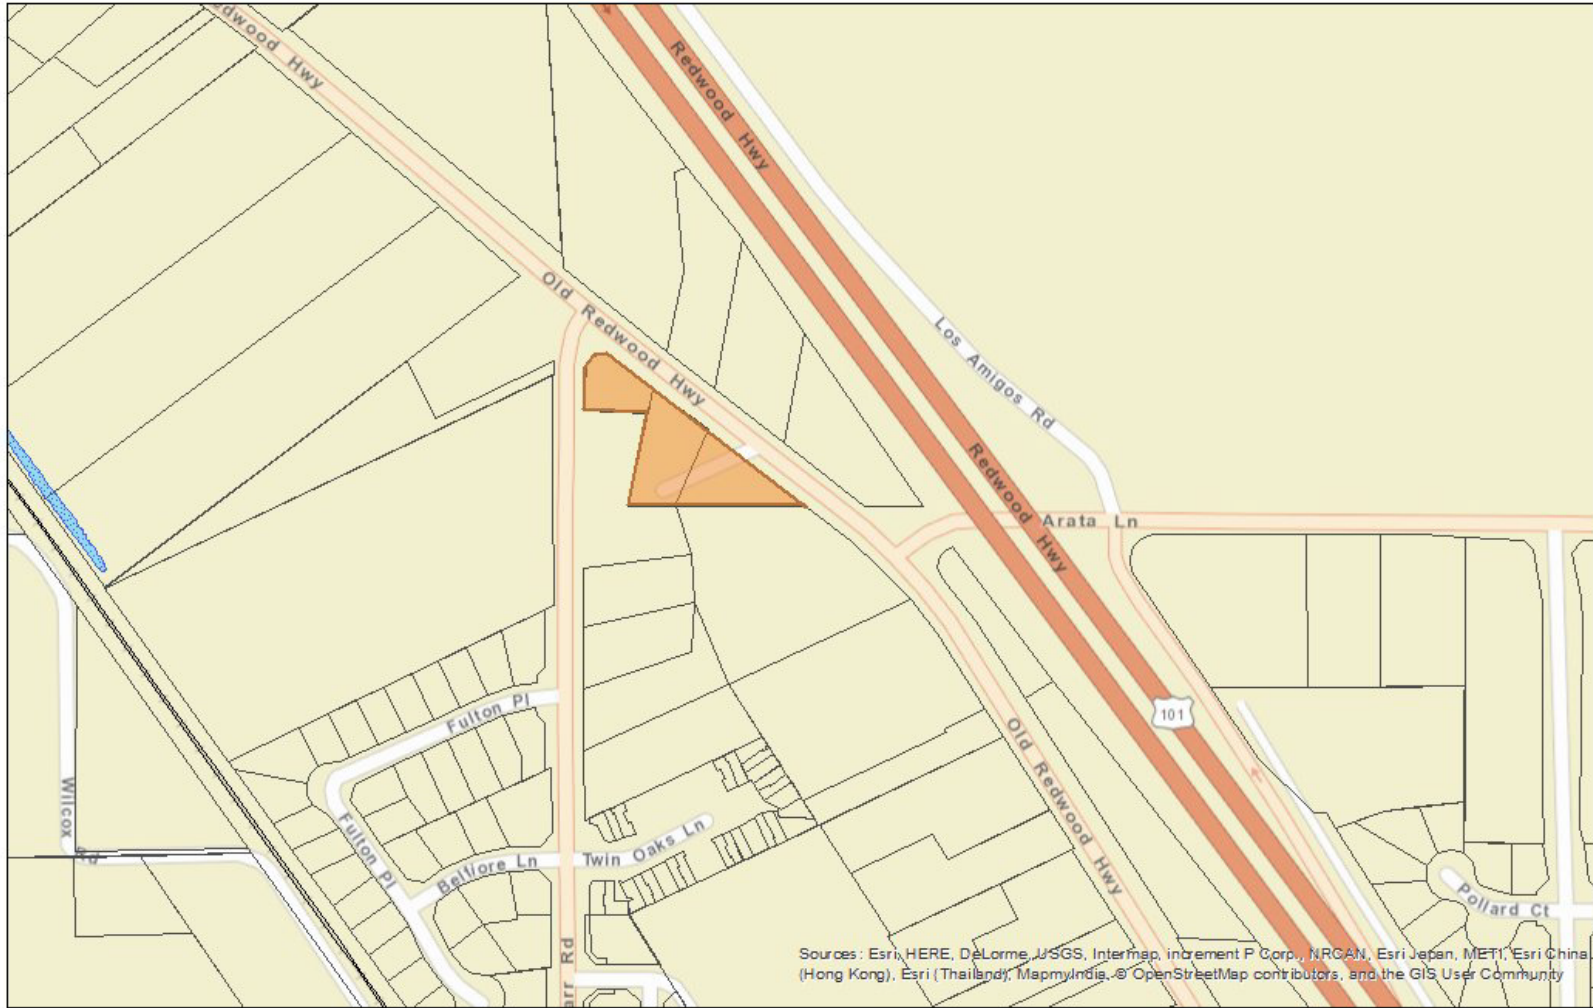 Redwood Hwy
Redwood Hwy
Old Redwood Hwy
Los Amigos Rd
Redwood Hwy
Arata Ln
101
Fulton Pl
Old Redwood Hwy
Wilcox Rd
Fulton Pl
Belfiore Ln
Twin Oaks Ln
Pollard Ct
Rd
Sources: Esri, HERE, DeLorme, USGS, Intermap, increment P Corp., NRCAN, Esri Japan, METI, Esri China
(Hong Kong), Esri (Thailand), MapmyIndia, © OpenStreetMap contributors, and the GIS User Community